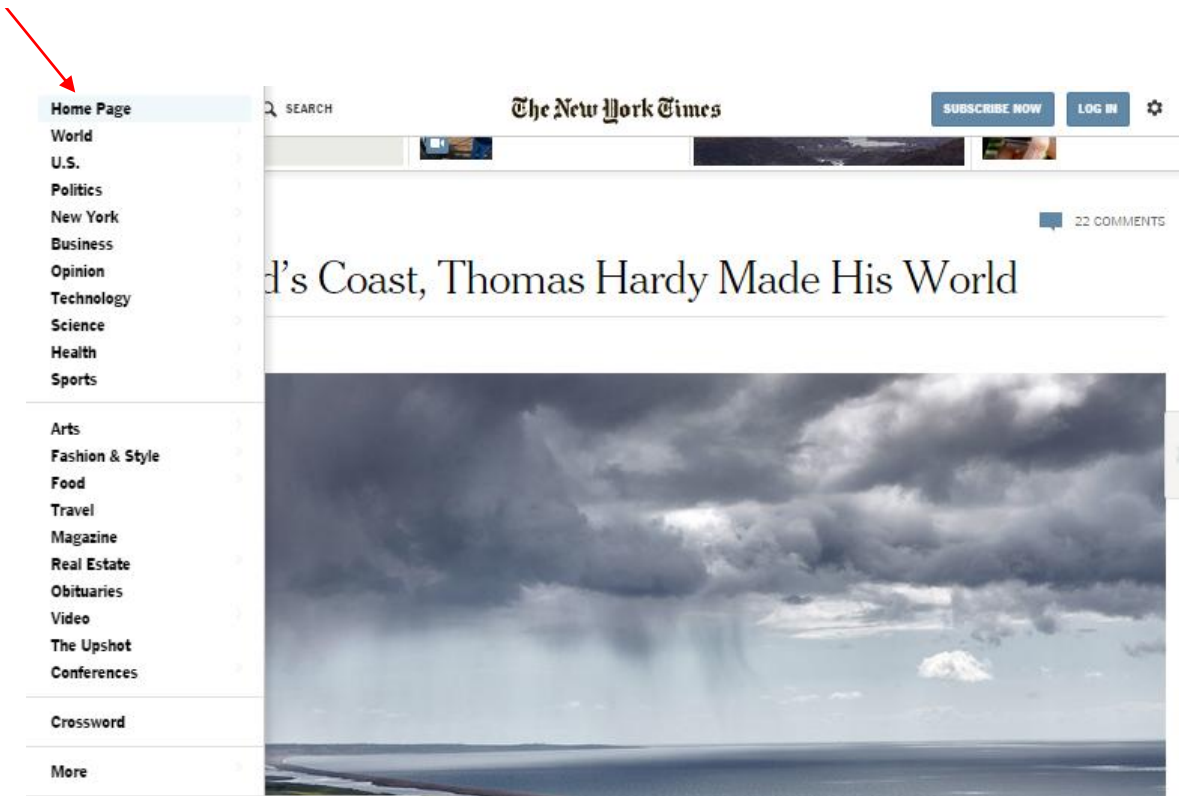 Home Page
SEARCH
The New York Times
SUBSCRIBE NOW
LOG IN
World
U.S.
Politics
New York
Business
Opinion
Technology
Science
Health
Sports
22 COMMENTS
d’s Coast, Thomas Hardy Made His World
Arts
Fashion & Style
Food
Travel
Magazine
Real Estate
Obituaries
Video
The Upshot
Conferences
Crossword
More